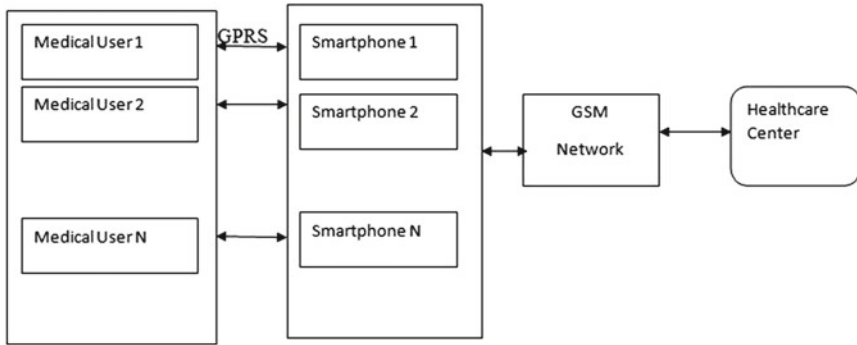 Medical User 1
Medical User 2
Medical User N
GPRS
Smartphone 1
Smartphone 2
Smartphone N
GSM
Network
Healthcare
Center